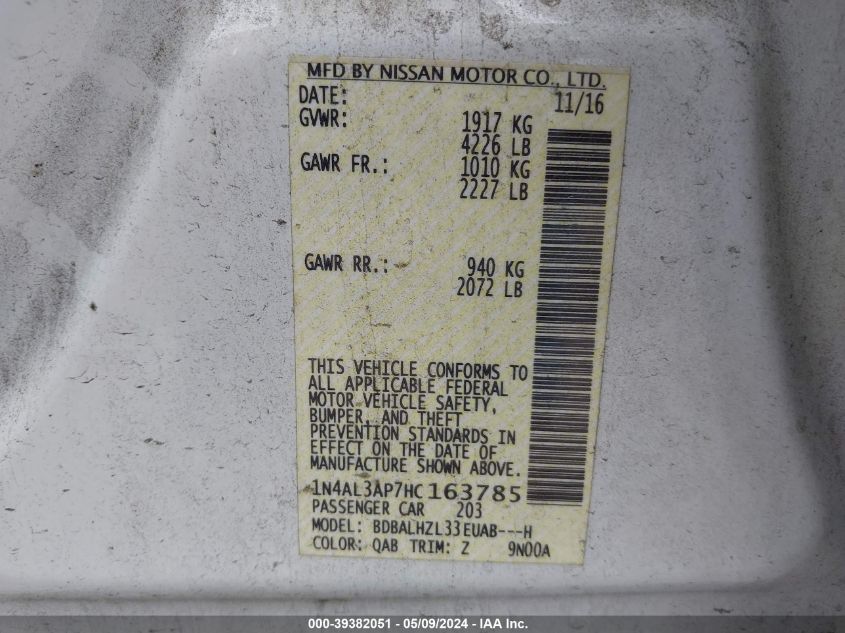 MFD BY NISSAN MOTOR CO., LTD.
DATE: 11/16
GVWR: 1917 KG
4226 LB
GAWR FR.: 1010 KG
2227 LB
GAWR RR.: 940 KG
2072 LB
THIS VEHICLE CONFORMS TO
ALL APPLICABLE FEDERAL
MOTOR VEHICLE SAFETY,
BUMPER, AND THEFT
PREVENTION STANDARDS IN
EFFECT ON THE DATE OF
MANUFACTURE SHOWN ABOVE.
1N4AL3AP7HC163785
PASSENGER CAR 203
MODEL: BDBALHZL33EUAB---H
COLOR: QAB TRIM: Z 9N00A
000-39382051 - 05/09/2024 - IAA Inc.